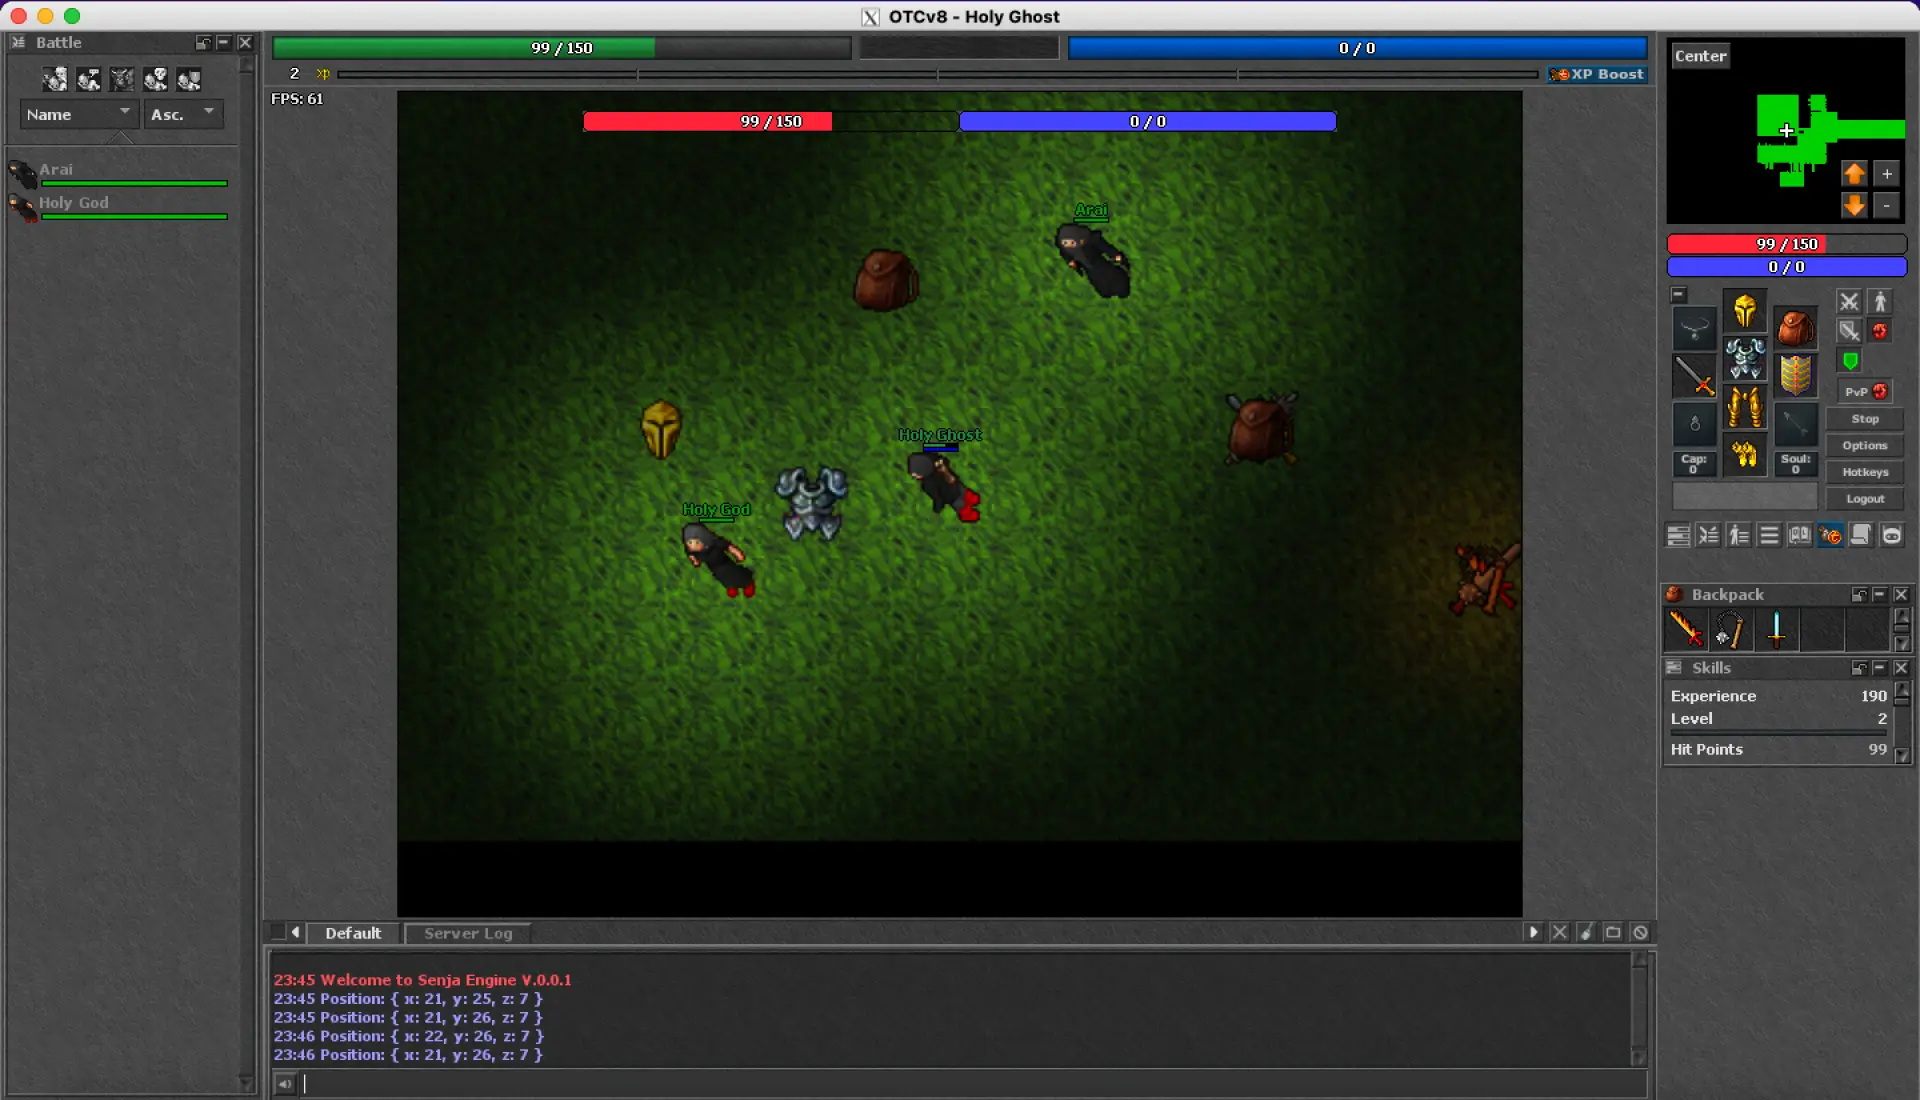 OTCv8 - Holy Ghost
Battle
Name
Asc.
Arai
Holy God
99 / 150
0 / 0
2 xp
XP Boost
FPS: 61
99 / 150
0 / 0
Arai
Holy Ghost
Holy God
Center
+
-
99 / 150
0 / 0
PvP
Stop
Options
Hotkeys
Logout
Cap:
0
Soul:
0
Backpack
Skills
Experience 190
Level 2
Hit Points 99
Default
Server Log
23:45 Welcome to Senja Engine V.0.0.1
23:45 Position: { x: 21, y: 25, z: 7 }
23:45 Position: { x: 21, y: 26, z: 7 }
23:46 Position: { x: 22, y: 26, z: 7 }
23:46 Position: { x: 21, y: 26, z: 7 }